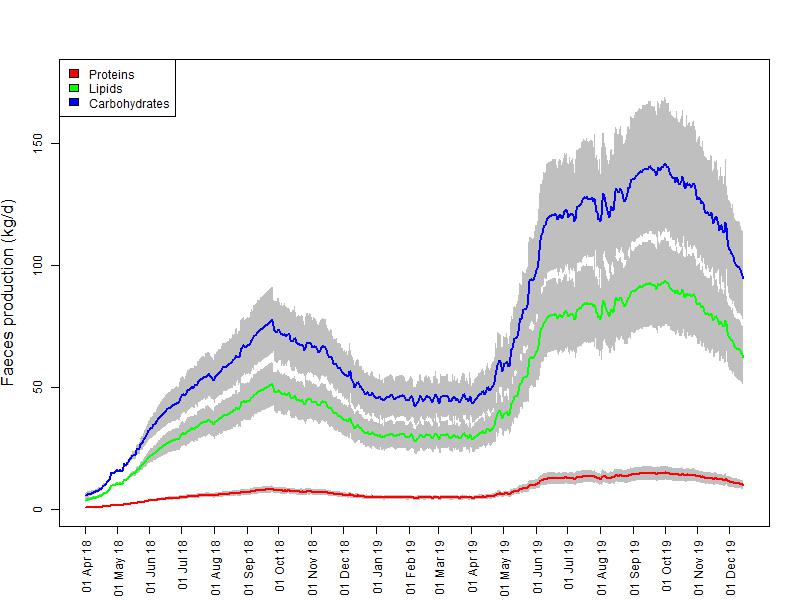 Proteins
Lipids
Carbohydrates
Faeces production (kg/d)
150
100
50
0
01 Apr 18
01 May 18
01 Jun 18
01 Jul 18
01 Aug 18
01 Sep 18
01 Oct 18
01 Nov 18
01 Dec 18
01 Jan 19
01 Feb 19
01 Mar 19
01 Apr 19
01 May 19
01 Jun 19
01 Jul 19
01 Aug 19
01 Sep 19
01 Oct 19
01 Nov 19
01 Dec 19